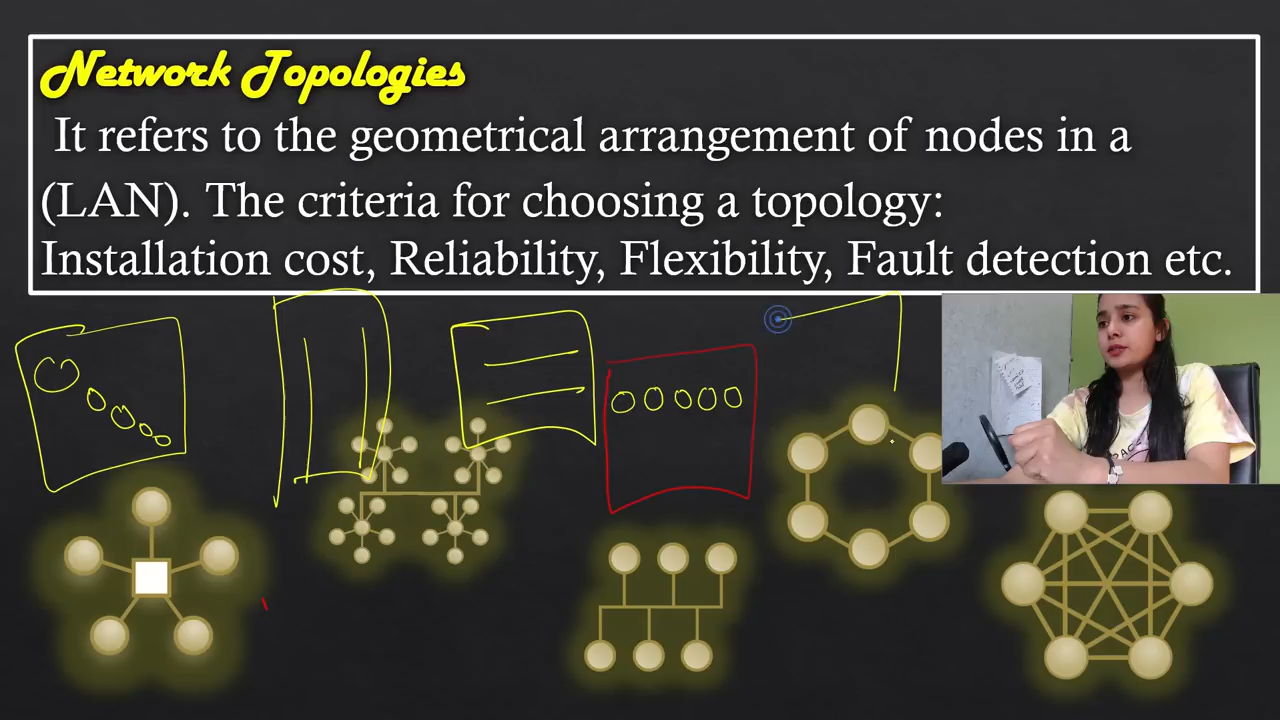 Network Topologies
It refers to the geometrical arrangement of nodes in a
(LAN). The criteria for choosing a topology:
Installation cost, Reliability, Flexibility, Fault detection etc.